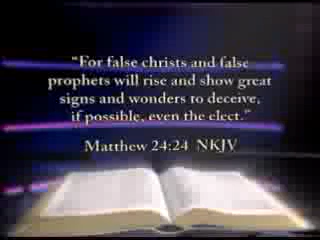 "For false christs and false
prophets will rise and show great
signs and wonders to deceive,
if possible, even the elect."
Matthew 24:24 NKJV